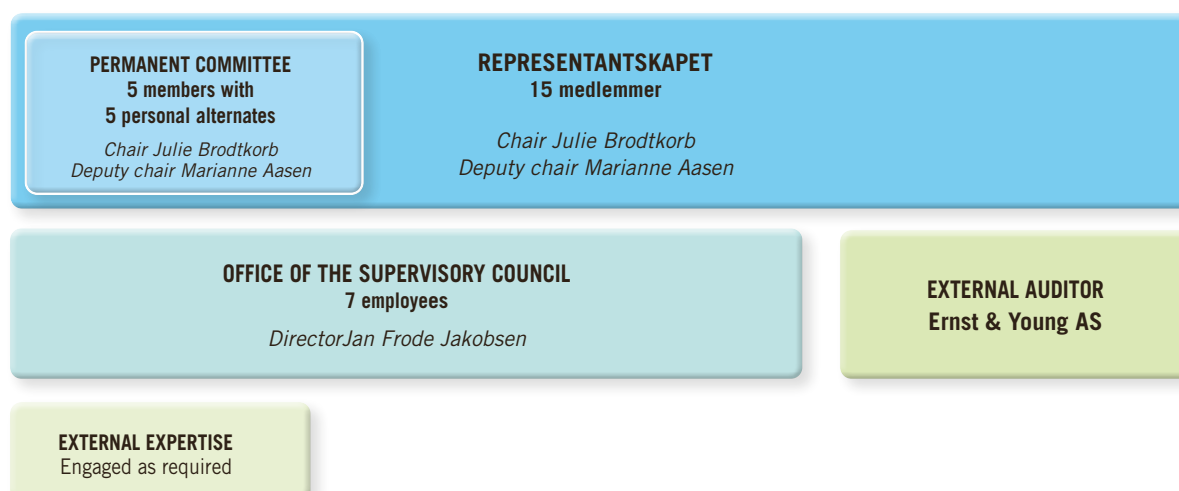 PERMANENT COMMITTEE
5 members with
5 personal alternates
Chair Julie Brodtkorb
Deputy chair Marianne Aasen
REPRESENTANTSKAPET
15 medlemmer
Chair Julie Brodtkorb
Deputy chair Marianne Aasen
OFFICE OF THE SUPERVISORY COUNCIL
7 employees
DirectorJan Frode Jakobsen
EXTERNAL AUDITOR
Ernst & Young AS
EXTERNAL EXPERTISE
Engaged as required